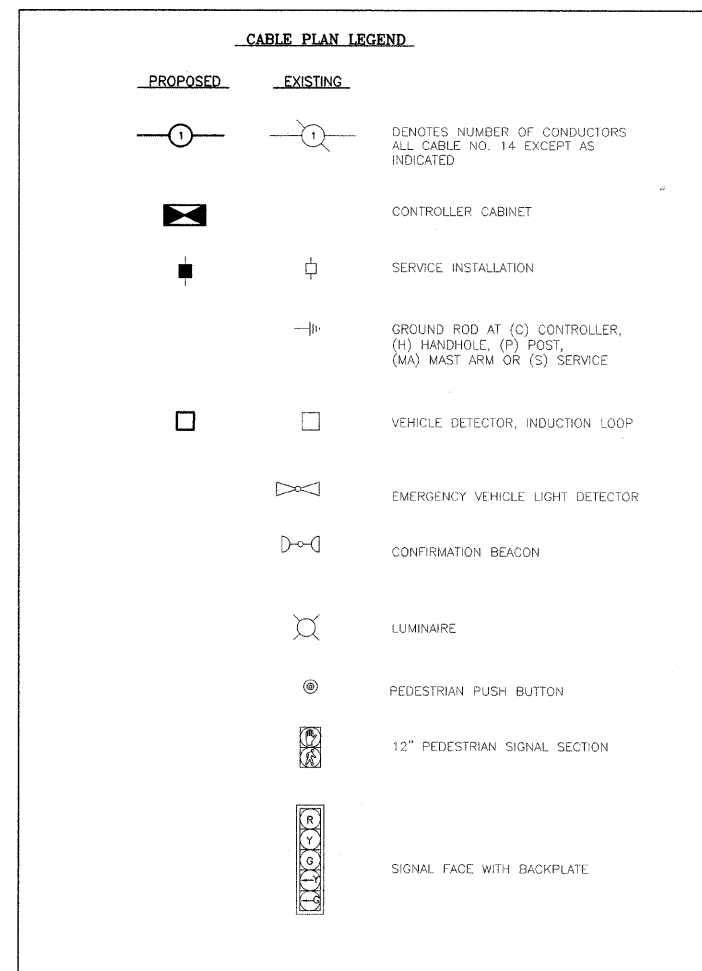 CABLE PLAN LEGEND
PROPOSED EXISTING
1 1 DENOTES NUMBER OF CONDUCTORS
ALL CABLE NO. 14 EXCEPT AS
INDICATED
CONTROLLER CABINET
SERVICE INSTALLATION
GROUND ROD AT (C) CONTROLLER,
(H) HANDHOLE, (P) POST,
(MA) MAST ARM OR (S) SERVICE
VEHICLE DETECTOR, INDUCTION LOOP
EMERGENCY VEHICLE LIGHT DETECTOR
CONFIRMATION BEACON
LUMINAIRE
PEDESTRIAN PUSH BUTTON
12" PEDESTRIAN SIGNAL SECTION
R
Y
G
Y
G
SIGNAL FACE WITH BACKPLATE